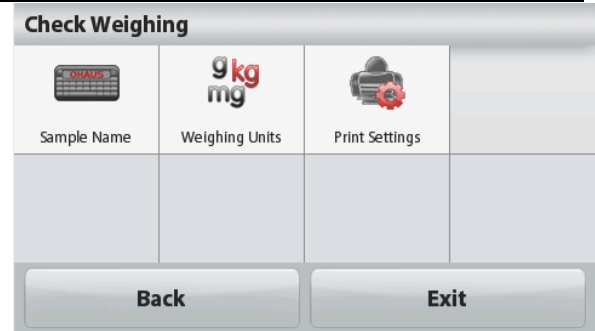 Check Weighing
OHAUS
g kg
mg
Sample Name
Weighing Units
Print Settings
Back
Exit